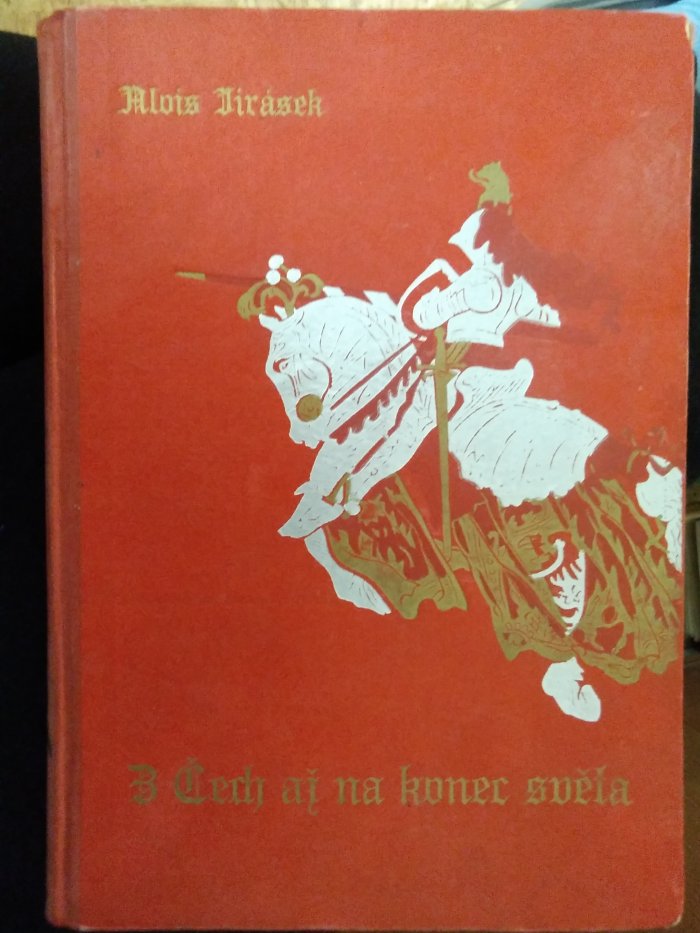 Alois Jirásek
Z Čech až na konec světa